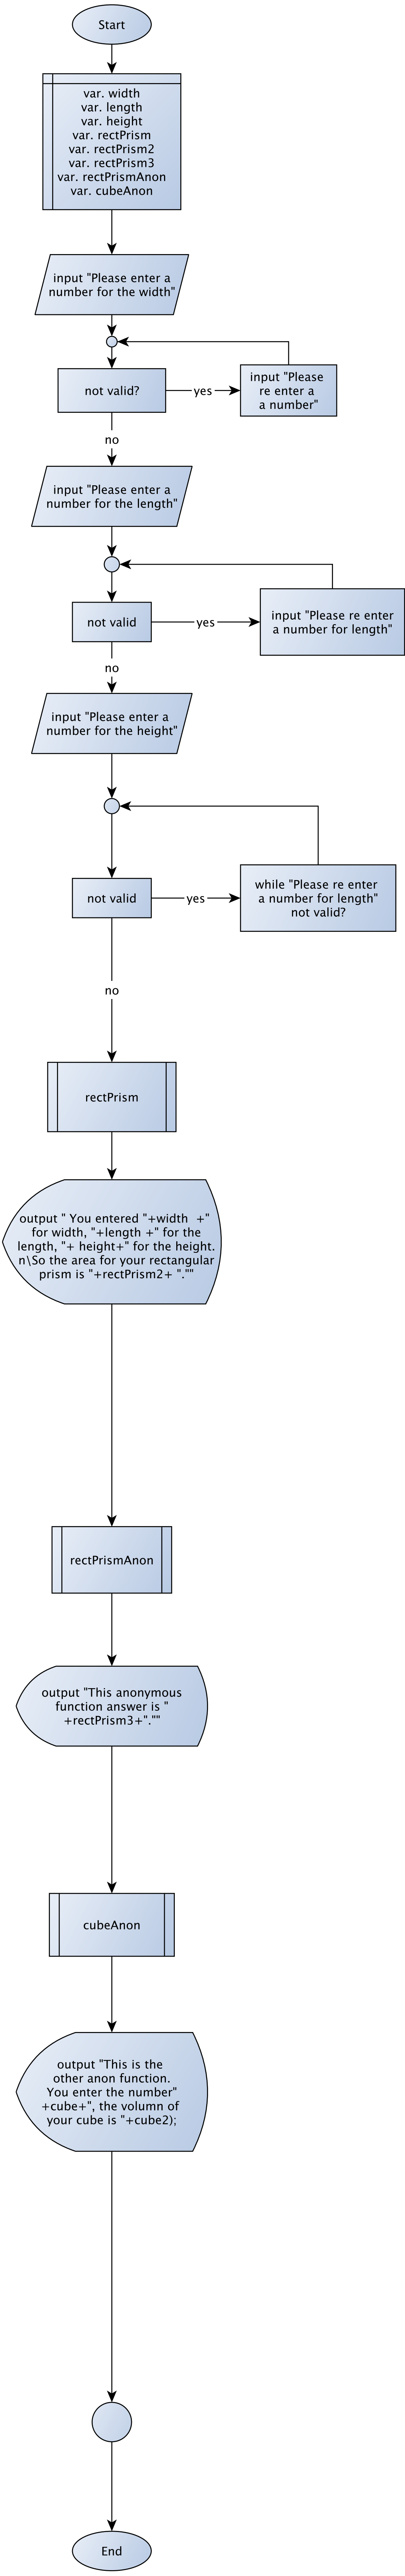 Start
var. width
var. length
var. height
var. rectPrism
var. rectPrism2
var. rectPrism3
var. rectPrismAnon
var. cubeAnon
input "Please enter a
number for the width"
not valid?
yes
input "Please
re enter a
a number"
no
input "Please enter a
number for the length"
not valid
yes
input "Please re enter
a number for length"
no
input "Please enter a
number for the height"
not valid
yes
while "Please re enter
a number for length"
not valid?
no
rectPrism
output " You entered "+width  +"
for width, "+length +" for the
length, "+ height+" for the height.
n\So the area for your rectangular
prism is "+rectPrism2+ ".""
rectPrismAnon
output "This anonymous
function answer is "
+rectPrism3+".""
cubeAnon
output "This is the
other anon function.
You enter the number"
+cube+", the volumn of
your cube is "+cube2);
End